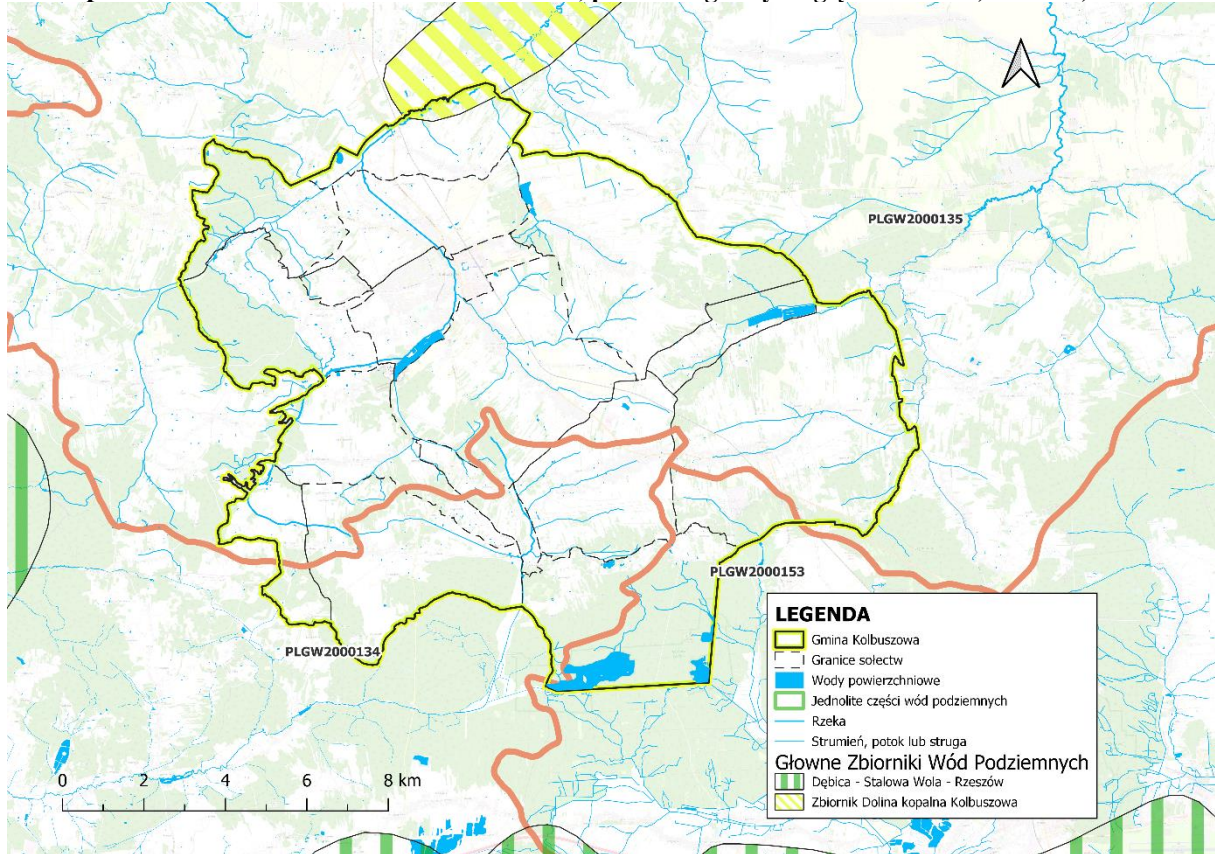 PLGW2000135
PLGW2000153
PLGW2000134
LEGENDA
Gmina Kolbuszowa
Granice sołectw
Wody powierzchniowe
Jednolite części wód podziemnych
Rzeka
Strumień, potok lub struga
Głowne Zbiorniki Wód Podziemnych
Dębica - Stalowa Wola - Rzeszów
Zbiornik Dolina kopalna Kolbuszowa
0 2 4 6 8 km